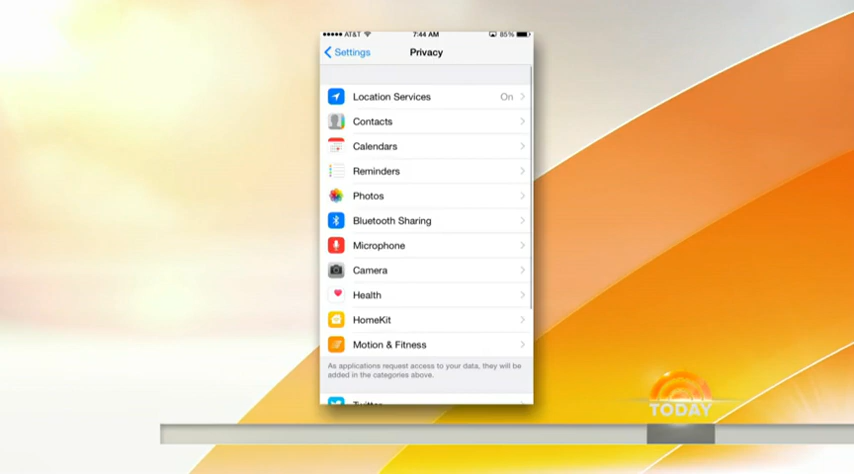 AT&T 7:44 AM 85%
Settings Privacy
Location Services On
Contacts
Calendars
Reminders
Photos
Bluetooth Sharing
Microphone
Camera
Health
HomeKit
Motion & Fitness
As applications request access to your data, they will be
added in the categories above.
Twitter
TODAY